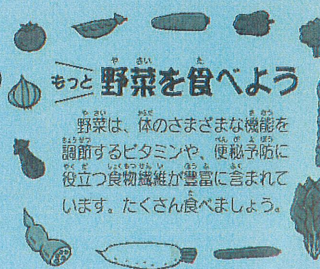 もっと野菜を食べよう
野菜は、体のさまざまな機能を
調節するビタミンや、便秘予防に
役立つ食物繊維が豊富に含まれて
います。たくさん食べましょう。